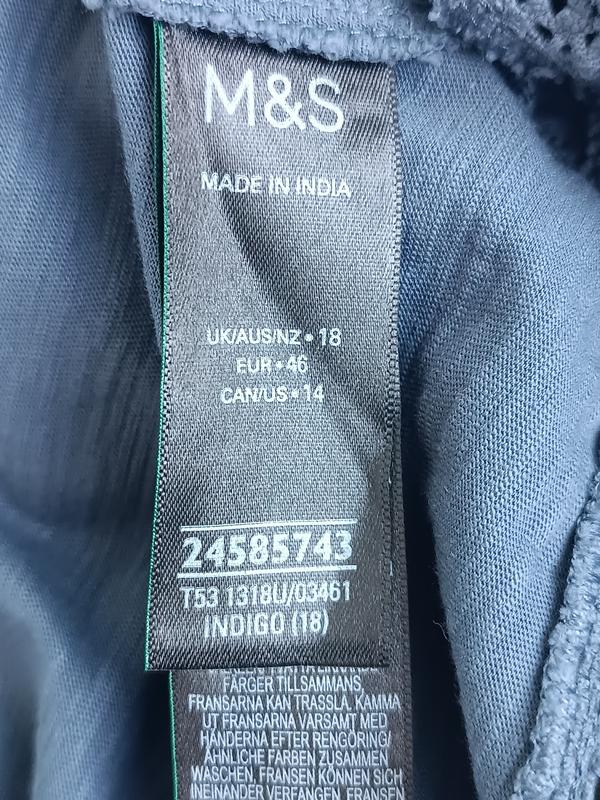 M&S
MADE IN INDIA
UK/AUS/NZ • 18
EUR • 46
CAN/US • 14
24585743
T53 1318U/03461
INDIGO (18)
FÄRGER TILLSAMMANS,
FRANSARNA KAN TRASSLA. KAMMA
UT FRANSARNA VARSAMT MED
HÄNDERNA EFTER RENGÖRING/
ÄHNLICHE FARBEN ZUSAMMEN
WASCHEN, FRANSEN KÖNNEN SICH
INEINANDER VERFANGEN. FRANSEN